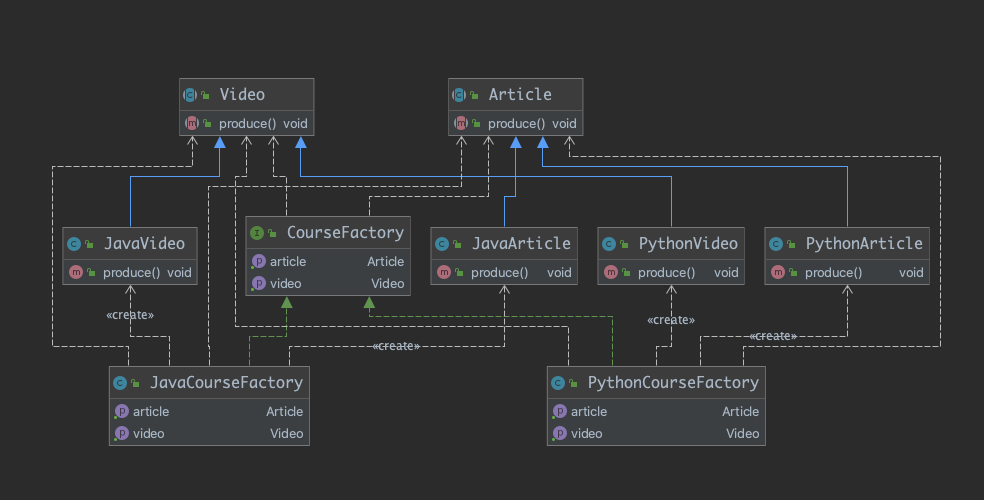 Video
produce() void
Article
produce() void
JavaVideo
produce() void
CourseFactory
article Article
video Video
JavaArticle
produce() void
PythonVideo
produce() void
PythonArticle
produce() void
«create»
«create»
«create»
«create»
JavaCourseFactory
article Article
video Video
PythonCourseFactory
article Article
video Video